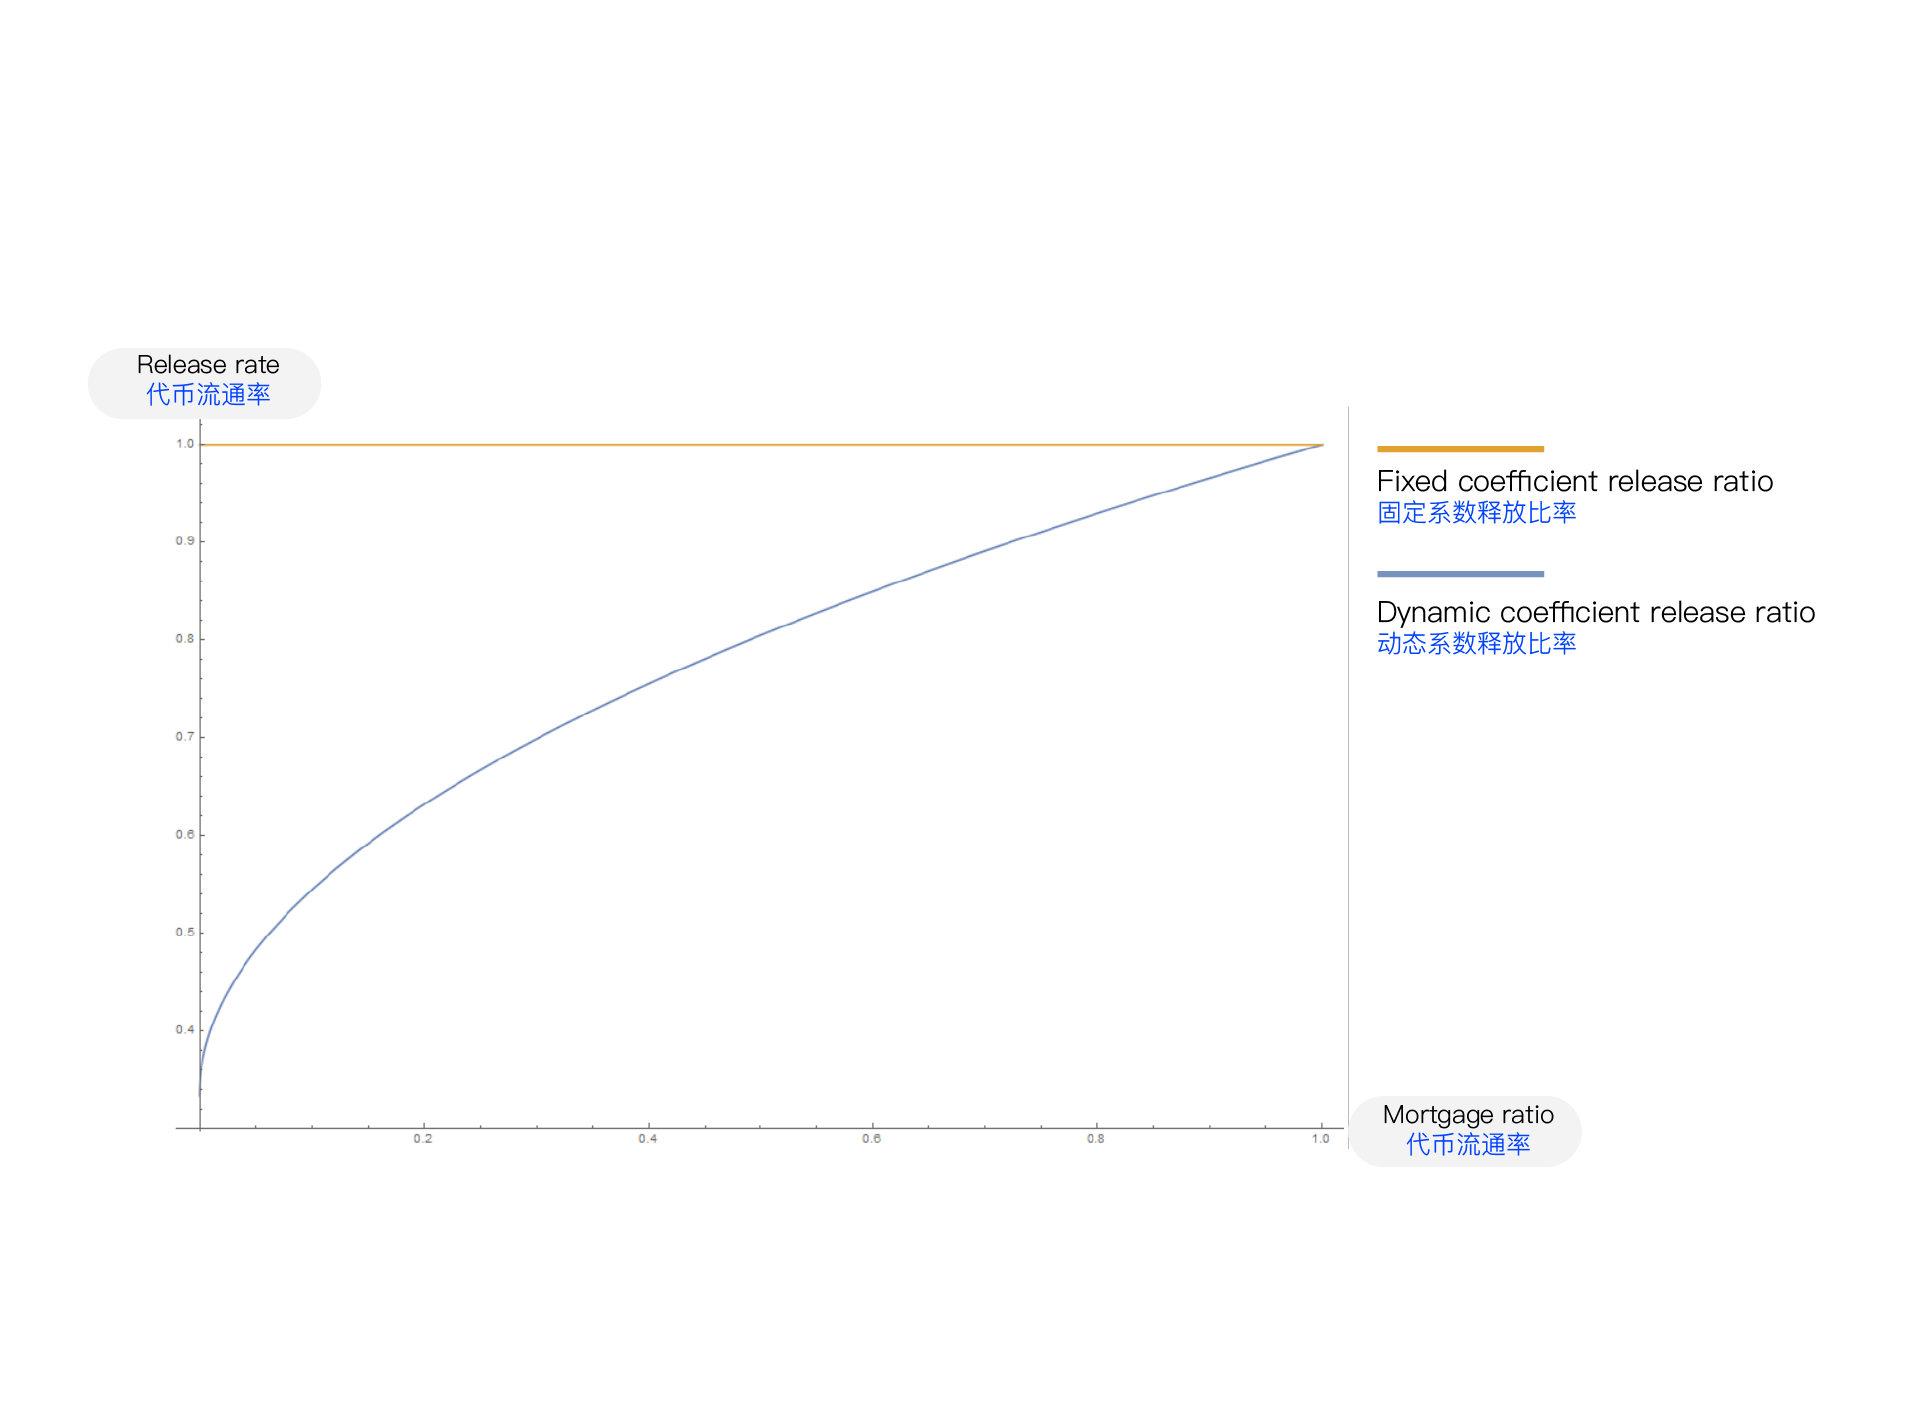 Release rate
代币流通率
1.0
0.9
0.8
0.7
0.6
0.5
0.4
0.2
0.4
0.6
0.8
1.0
Fixed coefficient release ratio
固定系数释放比率
Dynamic coefficient release ratio
动态系数释放比率
Mortgage ratio
代币流通率